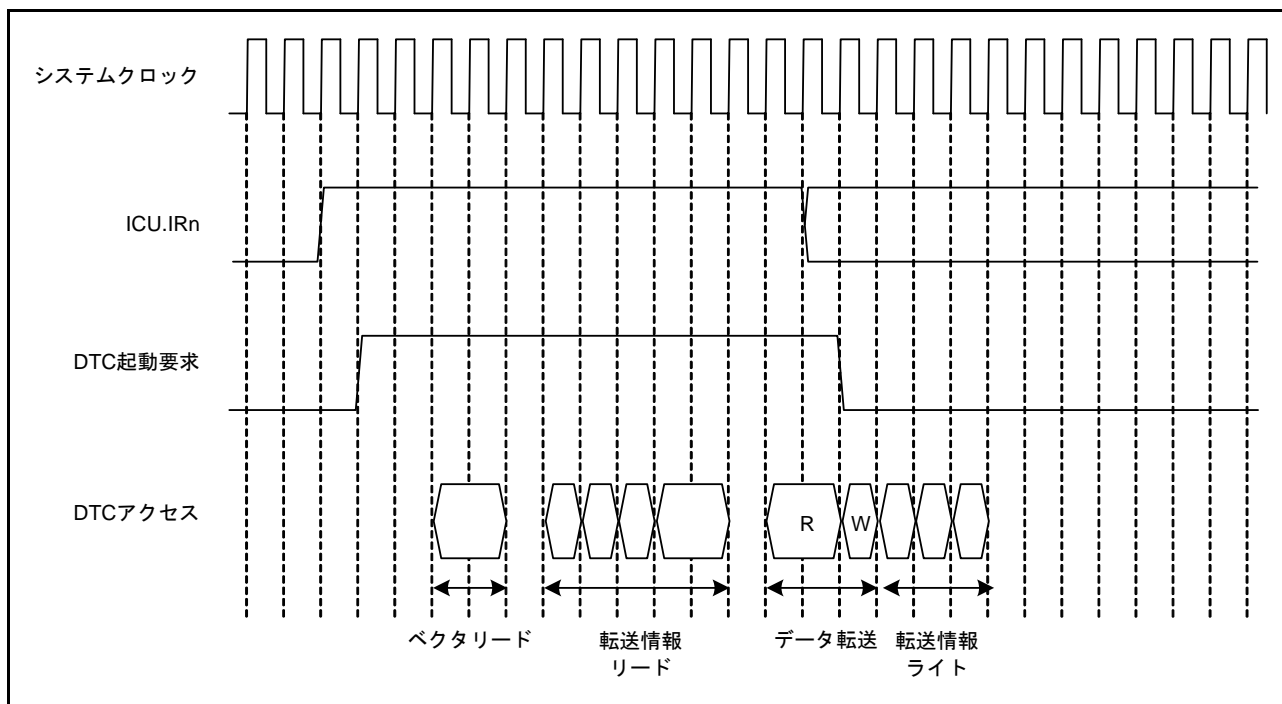 システムクロック
ICU.IRn
DTC起動要求
DTCアクセス
R
W
ベクタリード
転送情報
リード
データ転送
転送情報
ライト